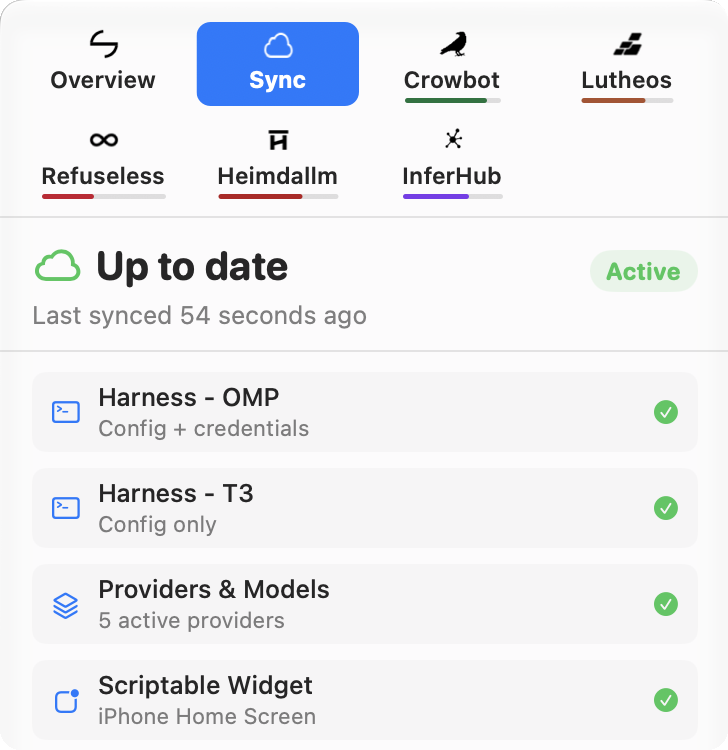 Overview
Sync
Crowbot
Lutheos
Refuseless
Heimdallm
InferHub
Up to date
Active
Last synced 54 seconds ago
Harness - OMP
Config + credentials
Harness - T3
Config only
Providers & Models
5 active providers
Scriptable Widget
iPhone Home Screen